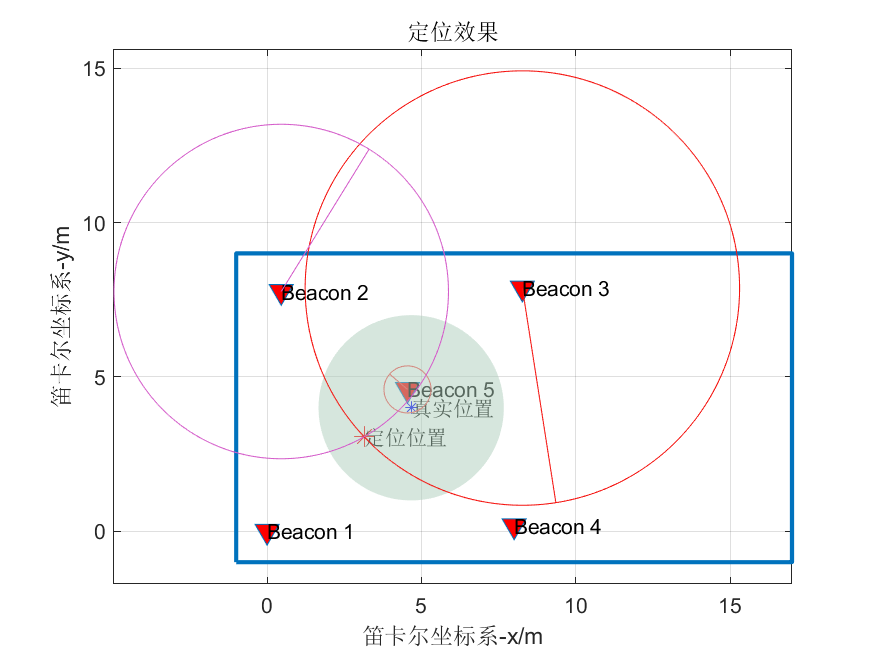 定位效果
15
10
5
0
笛卡尔坐标系-y/m
Beacon 2
Beacon 3
Beacon 5
真实位置
定位位置
Beacon 1
Beacon 4
0
5
10
15
笛卡尔坐标系-x/m